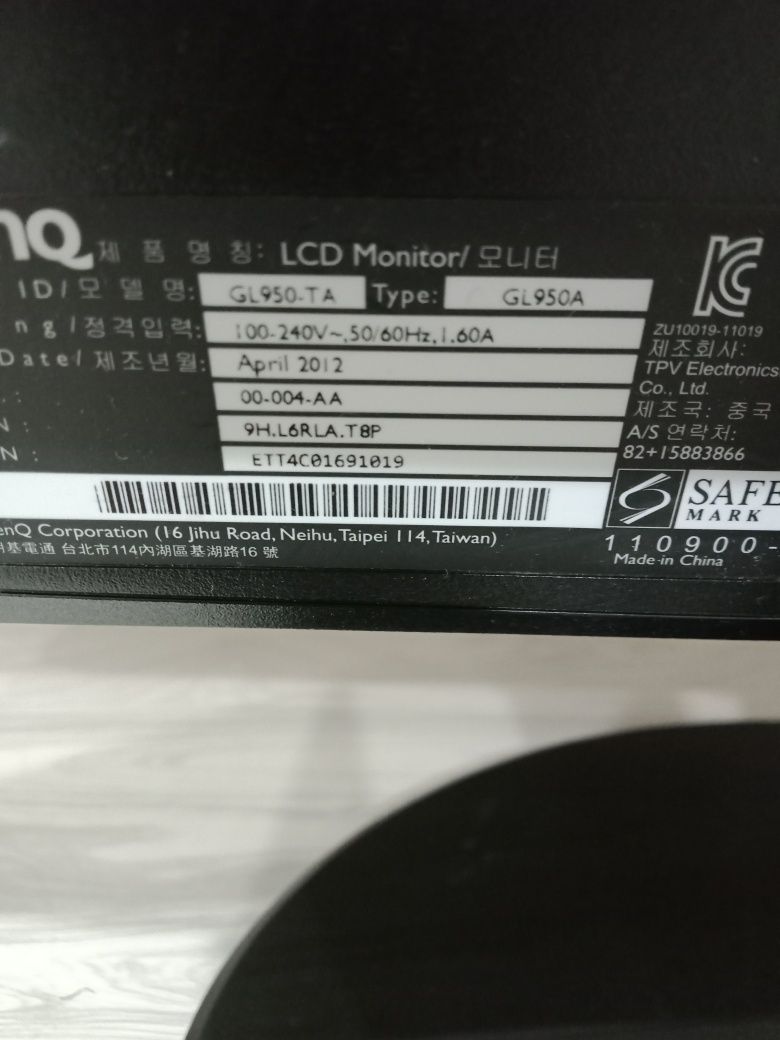 nQ 제 품 명 칭: LCD Monitor/ 모니터
ID/모 델 명: GL950-TA Type: GL950A
n g /정격입력: 100-240V~,50/60Hz,1.60A
Date/제조년월: April 2012
.: 00-004-AA
N : 9H.L6RLA.T8P
N : ETT4C01691019
enQ Corporation (16 Jihu Road, Neihu, Taipei 114, Taiwan)
基電通 台北市114內湖區基湖路16 號
ZU10019-11019
제조회사:
TPV Electronics
Co., Ltd.
제조국: 중국
A/S 연락처:
82+15883866
SAFE
MARK
110900-
Made in China